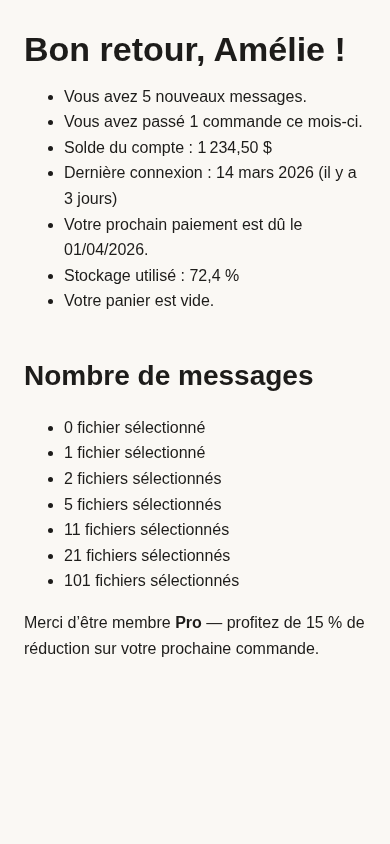 Bon retour, Amélie !
• Vous avez 5 nouveaux messages.
• Vous avez passé 1 commande ce mois-ci.
• Solde du compte : 1 234,50 $
• Dernière connexion : 14 mars 2026 (il y a
3 jours)
• Votre prochain paiement est dû le
01/04/2026.
• Stockage utilisé : 72,4 %
• Votre panier est vide.
Nombre de messages
• 0 fichier sélectionné
• 1 fichier sélectionné
• 2 fichiers sélectionnés
• 5 fichiers sélectionnés
• 11 fichiers sélectionnés
• 21 fichiers sélectionnés
• 101 fichiers sélectionnés
Merci d’être membre Pro — profitez de 15 % de
réduction sur votre prochaine commande.